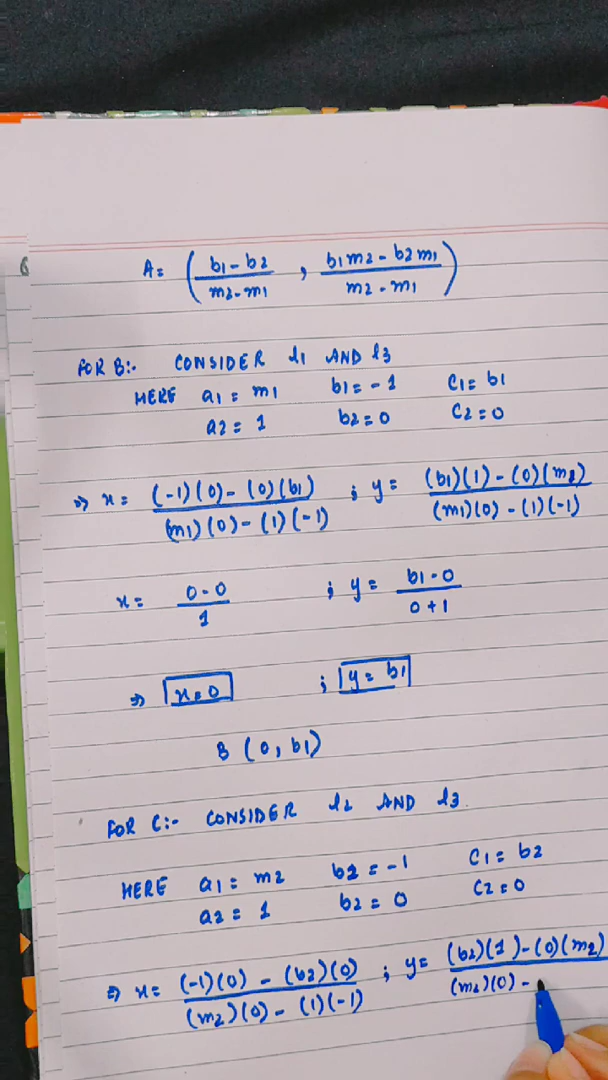 6
A= ( b1-b2 / m2-m1 , b1m2-b2m1 / m2-m1 )
FOR B:- CONSIDER l1 AND l3
HERE a1 = m1 b1 = -1 C1 = b1
a2 = 1 b2 = 0 C2 = 0
=> x = (-1)(0)-(0)(b1) / (m1)(0)-(1)(-1) ; y = (b1)(1)-(0)(m2) / (m1)(0)-(1)(-1)
x = 0-0 / 1 ; y = b1-0 / 0+1
=> x=0 ; y = b1
B (0, b1)
FOR C:- CONSIDER l2 AND l3.
HERE a1 = m2 b2 = -1 C1 = b2
a2 = 1 b2 = 0 C2 = 0
=> x = (-1)(0) - (b2)(0) / (m2)(0) - (1)(-1) ; y = (b2)(1)-(0)(m2) / (m2)(0) -